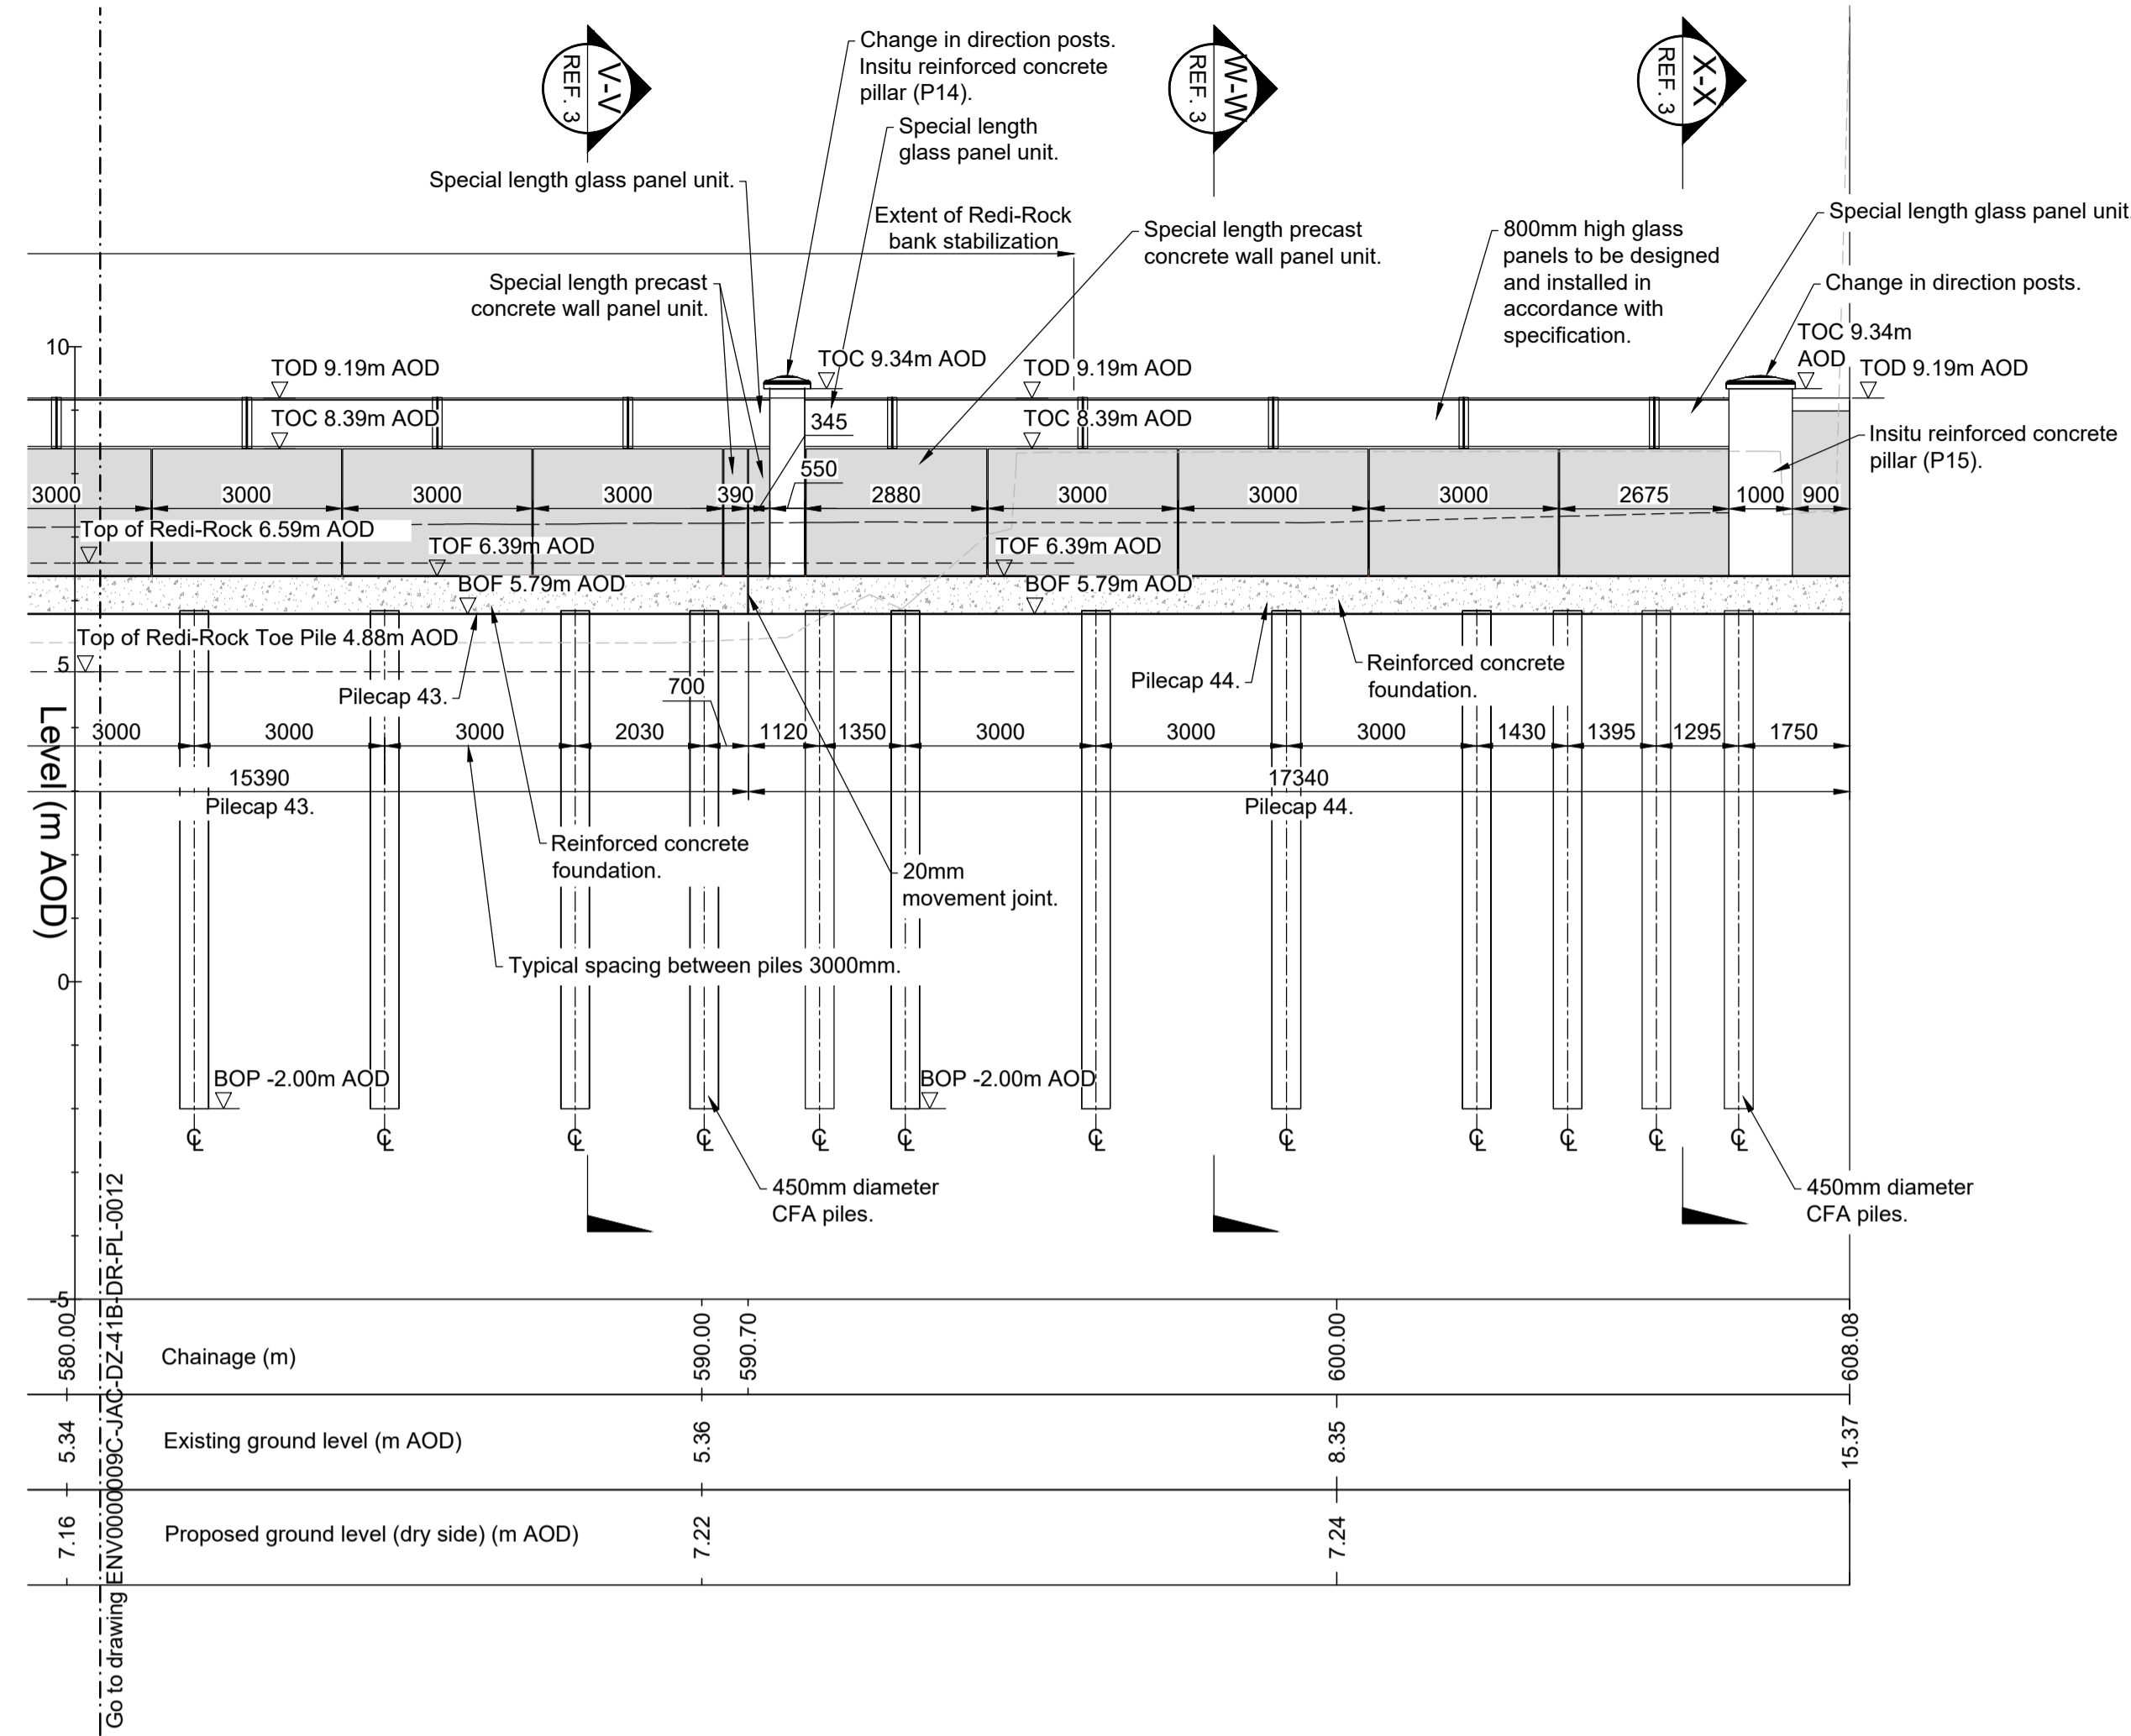 V-V
REF. 3
W-W
REF. 3
X-X
REF. 3
Change in direction posts.
Insitu reinforced concrete
pillar (P14).
Special length
glass panel unit.
Special length glass panel unit.
Extent of Redi-Rock
bank stabilization
Special length precast
concrete wall panel unit.
800mm high glass
panels to be designed
and installed in
accordance with
specification.
Special length glass panel unit.
Special length precast
concrete wall panel unit.
Change in direction posts.
TOC 9.34m
AOD
TOD 9.19m AOD
10
TOD 9.19m AOD
TOC 9.34m AOD
TOD 9.19m AOD
TOC 8.39m AOD
345
TOC 8.39m AOD
Insitu reinforced concrete
pillar (P15).
550
3000
3000
3000
3000
390
2880
3000
3000
3000
2675
1000
900
Top of Redi-Rock 6.59m AOD
TOF 6.39m AOD
TOF 6.39m AOD
BOF 5.79m AOD
BOF 5.79m AOD
Top of Redi-Rock Toe Pile 4.88m AOD
5
Pilecap 43.
700
Pilecap 44.
Reinforced concrete
foundation.
Level (m AOD)
3000
3000
3000
2030
1120
1350
3000
3000
3000
1430
1395
1295
1750
15390
Pilecap 43.
17340
Pilecap 44.
Reinforced concrete
foundation.
20mm
movement joint.
Typical spacing between piles 3000mm.
0
BOP -2.00m AOD
BOP -2.00m AOD
℄
℄
℄
℄
℄
℄
℄
℄
℄
℄
℄
℄
450mm diameter
CFA piles.
450mm diameter
CFA piles.
-5
Go to drawing ENV0000009C-JAC-DZ-41B-DR-PL-0012
580.00
Chainage (m)
590.00
590.70
600.00
608.08
5.34
Existing ground level (m AOD)
5.36
8.35
15.37
7.16
Proposed ground level (dry side) (m AOD)
7.22
7.24